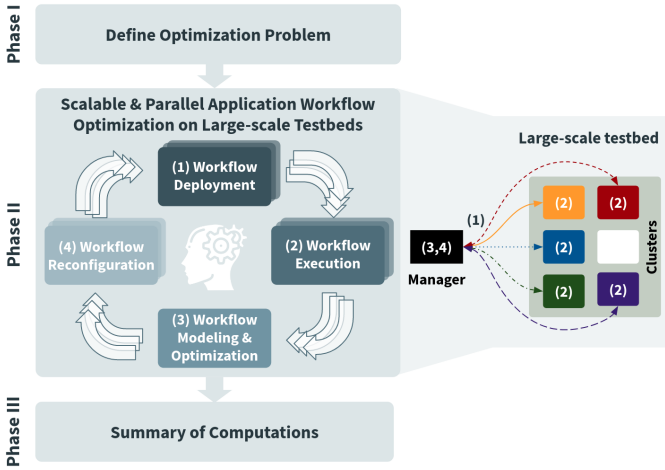 Phase I
Define Optimization Problem
Phase II
Scalable & Parallel Application Workflow
Optimization on Large-scale Testbeds
(1) Workflow
Deployment
(2) Workflow
Execution
(3) Workflow
Modeling &
Optimization
(4) Workflow
Reconfiguration
Large-scale testbed
(1)
(3,4)
Manager
(2)
(2)
(2)
(2)
(2)
Clusters
Phase III
Summary of Computations